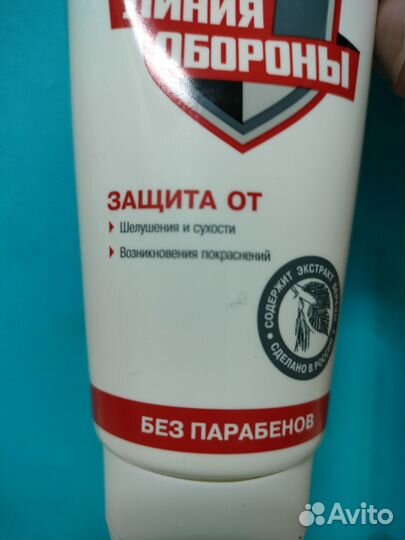 ЛИНИЯ
ОБОРОНЫ
ЗАЩИТА ОТ
Шелушения и сухости
Возникновения покраснений
СОДЕРЖИТ ЭКСТРАКТ
СДЕЛАНО В РОССИИ
БЕЗ ПАРАБЕНОВ
Avito